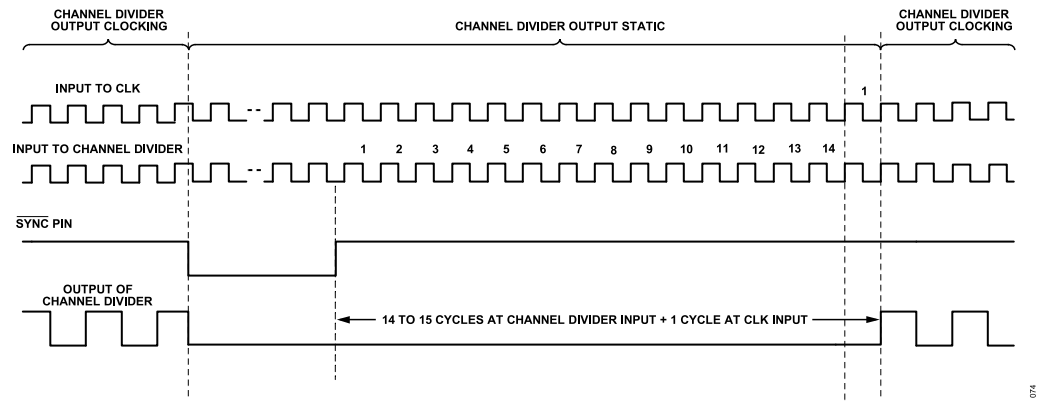 CHANNEL DIVIDER
OUTPUT CLOCKING
CHANNEL DIVIDER OUTPUT STATIC
CHANNEL DIVIDER
OUTPUT CLOCKING
INPUT TO CLK
1
INPUT TO CHANNEL DIVIDER
1 2 3 4 5 6 7 8 9 10 11 12 13 14
SYNC PIN
OUTPUT OF
CHANNEL DIVIDER
14 TO 15 CYCLES AT CHANNEL DIVIDER INPUT + 1 CYCLE AT CLK INPUT
074